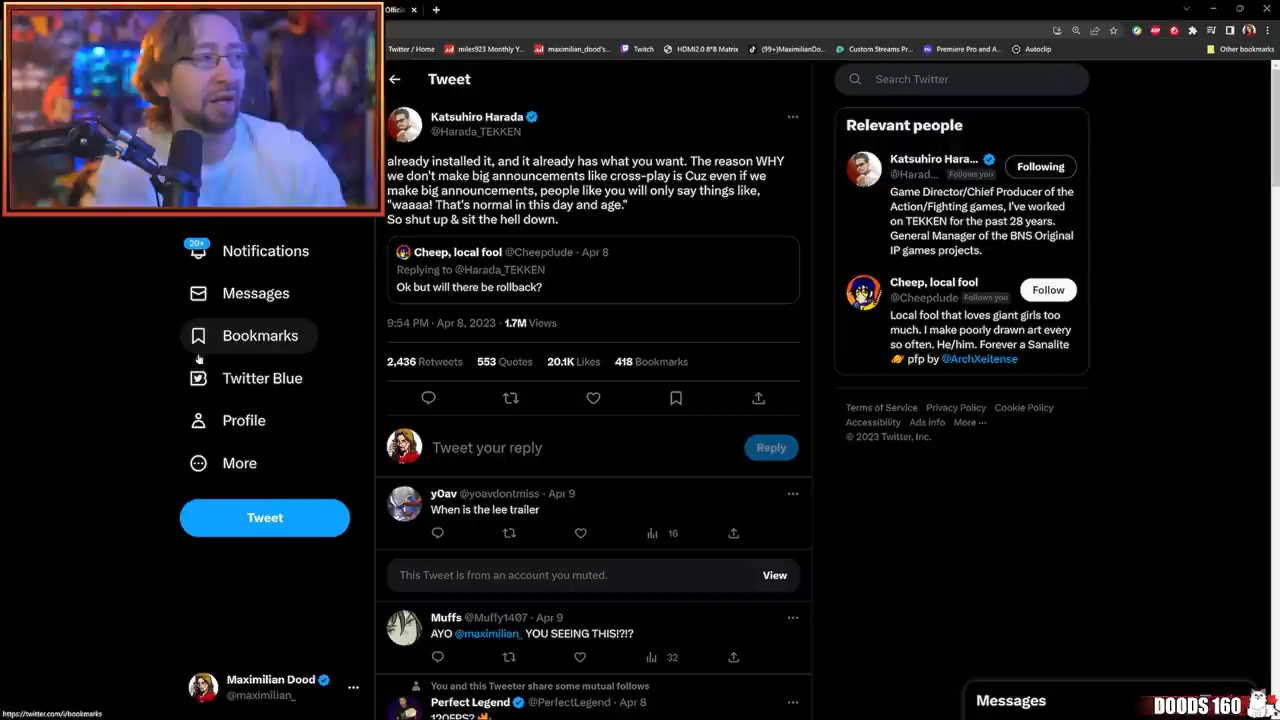 Twitter / Home
miles923 Monthly Y...
maximilian_dood's...
Twitch
HDMI2.0 8*8 Matrix
(99+) MaximilianDo...
Custom Streams Pr...
Premiere Pro and A...
Autoclip
Other bookmarks
Tweet
Katsuhiro Harada
@Harada_TEKKEN
already installed it, and it already has what you want. The reason WHY
we don't make big announcements like cross-play is Cuz even if we
make big announcements, people like you will only say things like,
"waaaa! That's normal in this day and age."
So shut up & sit the hell down.
Cheep, local fool @Cheepdude · Apr 8
Replying to @Harada_TEKKEN
Ok but will there be rollback?
9:54 PM · Apr 8, 2023 · 1.7M Views
2,436 Retweets 553 Quotes 20.1K Likes 418 Bookmarks
Tweet your reply
Reply
y0av @yoavdontmiss · Apr 9
When is the lee trailer
16
This Tweet is from an account you muted.
View
Muffs @Muffy1407 · Apr 9
AYO @maximilian_ YOU SEEING THIS!?!?
32
You and this Tweeter share some mutual follows
Perfect Legend @PerfectLegend · Apr 8
120FPS?
20+
Notifications
Messages
Bookmarks
Twitter Blue
Profile
More
Tweet
Maximilian Dood
@maximilian_
https://twitter.com/i/bookmarks
Search Twitter
Relevant people
Katsuhiro Hara...
@Harad... Follows you
Following
Game Director/Chief Producer of the
Action/Fighting games, I've worked
on TEKKEN for the past 28 years.
General Manager of the BNS Original
IP games projects.
Cheep, local fool
@Cheepdude Follows you
Follow
Local fool that loves giant girls too
much. I make poorly drawn art every
so often. He/him. Forever a Sanalite
pfp by @ArchXeitense
Terms of Service Privacy Policy Cookie Policy
Accessibility Ads info More ...
© 2023 Twitter, Inc.
Messages
DOODS 160